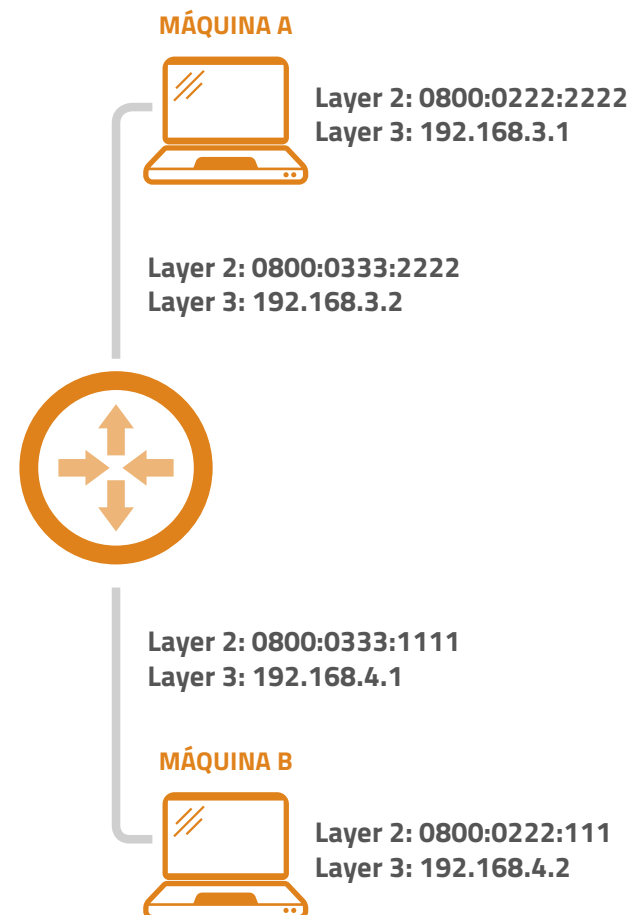 MÁQUINA A
Layer 2: 0800:0222:2222
Layer 3: 192.168.3.1
Layer 2: 0800:0333:2222
Layer 3: 192.168.3.2
Layer 2: 0800:0333:1111
Layer 3: 192.168.4.1
MÁQUINA B
Layer 2: 0800:0222:111
Layer 3: 192.168.4.2